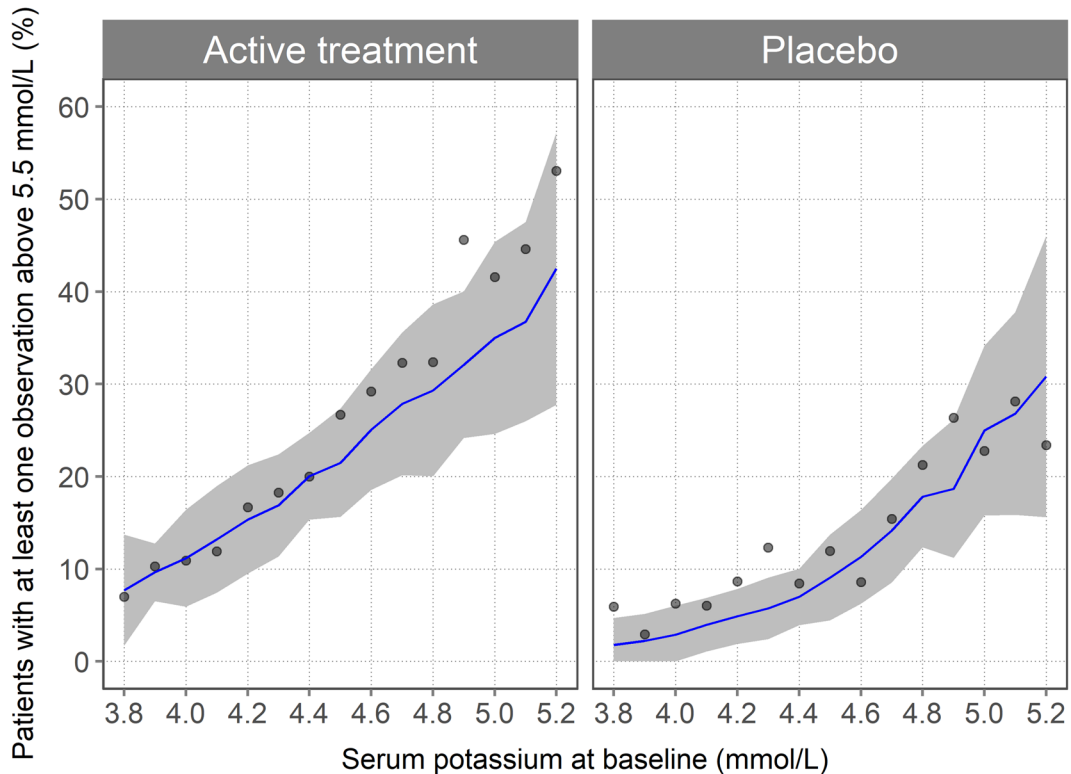 Patients with at least one observation above 5.5 mmol/L (%)
Active treatment
Placebo
60
50
40
30
20
10
0
3.8 4.0 4.2 4.4 4.6 4.8 5.0 5.2
3.8 4.0 4.2 4.4 4.6 4.8 5.0 5.2
Serum potassium at baseline (mmol/L)